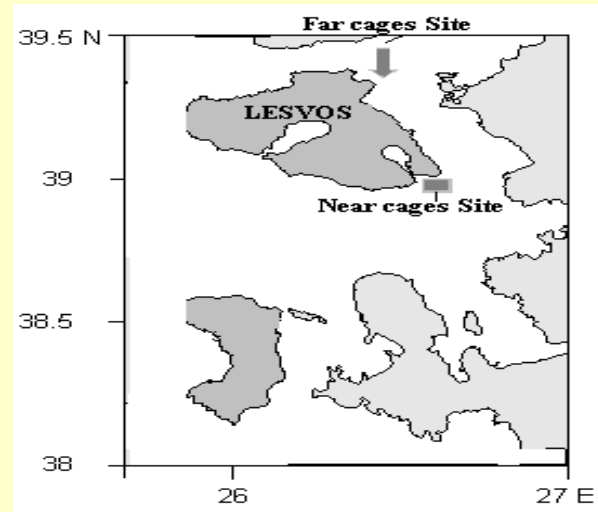 Far cages Site
39.5 N
LESVOS
39
Near cages Site
38.5
38
26
27 E